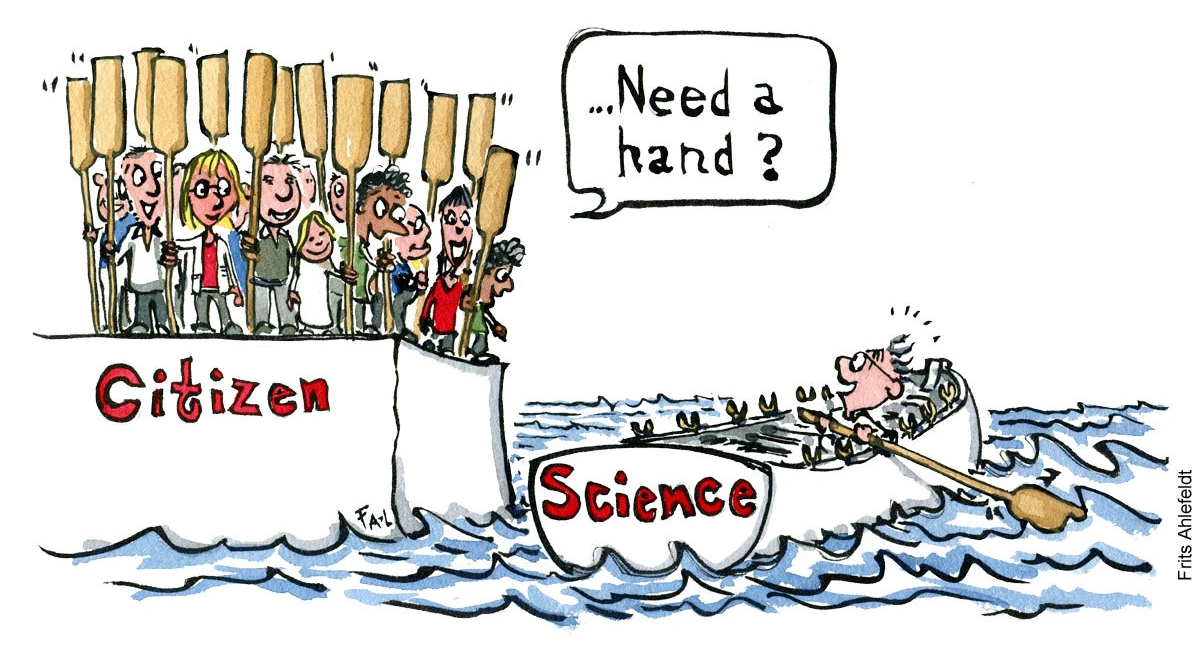 ...Need a
hand?
Citizen
Science
FA-L
Frits Ahlefeldt